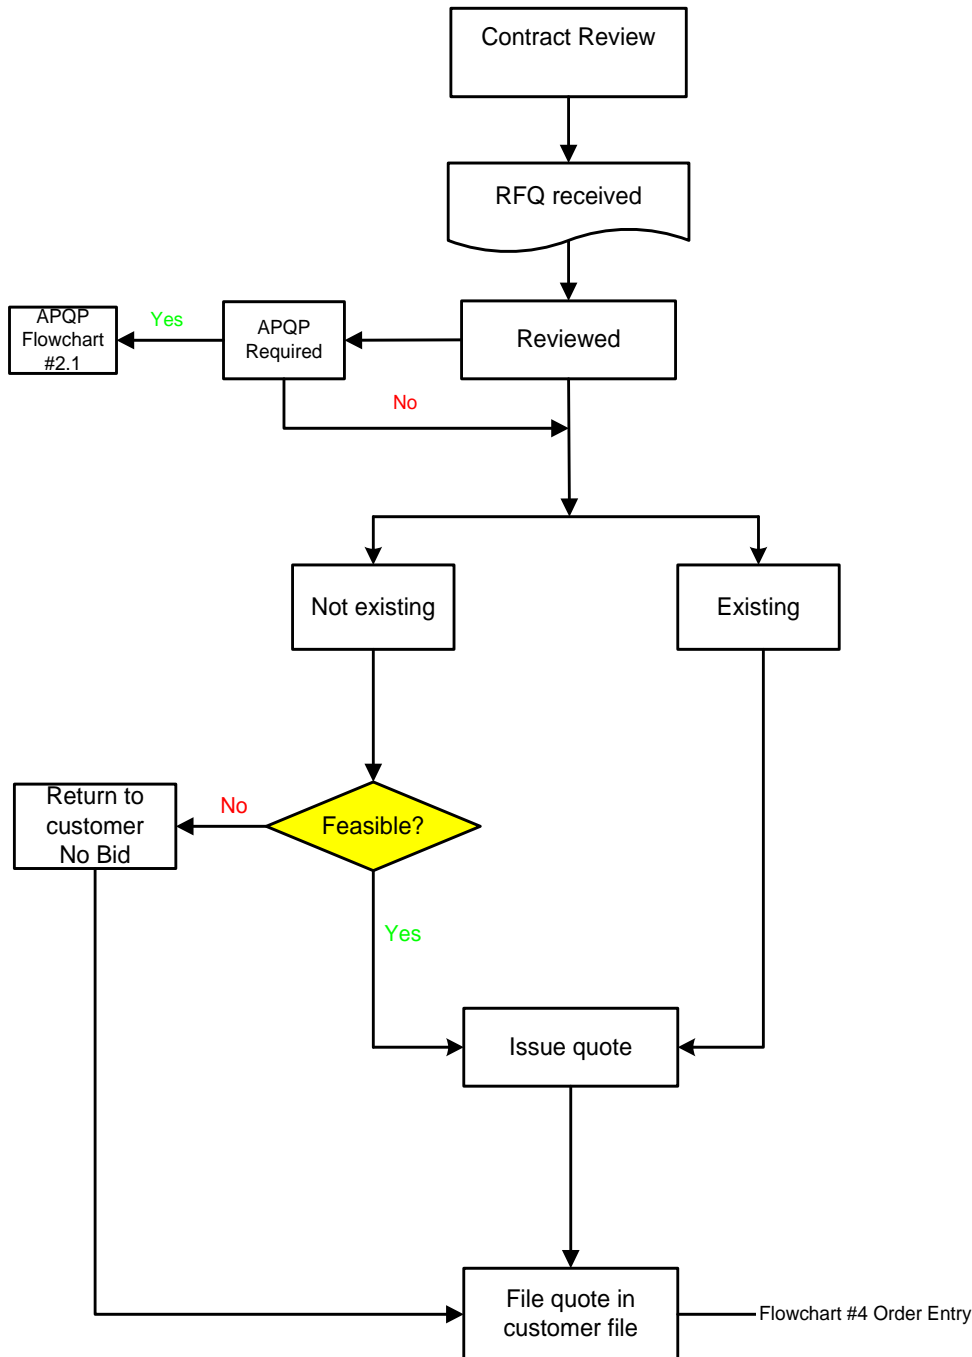 Contract Review
RFQ received
APQP
Flowchart
#2.1
Yes
APQP
Required
Reviewed
No
Not existing
Existing
Return to
customer
No Bid
No
Feasible?
Yes
Issue quote
File quote in
customer file
Flowchart #4 Order Entry